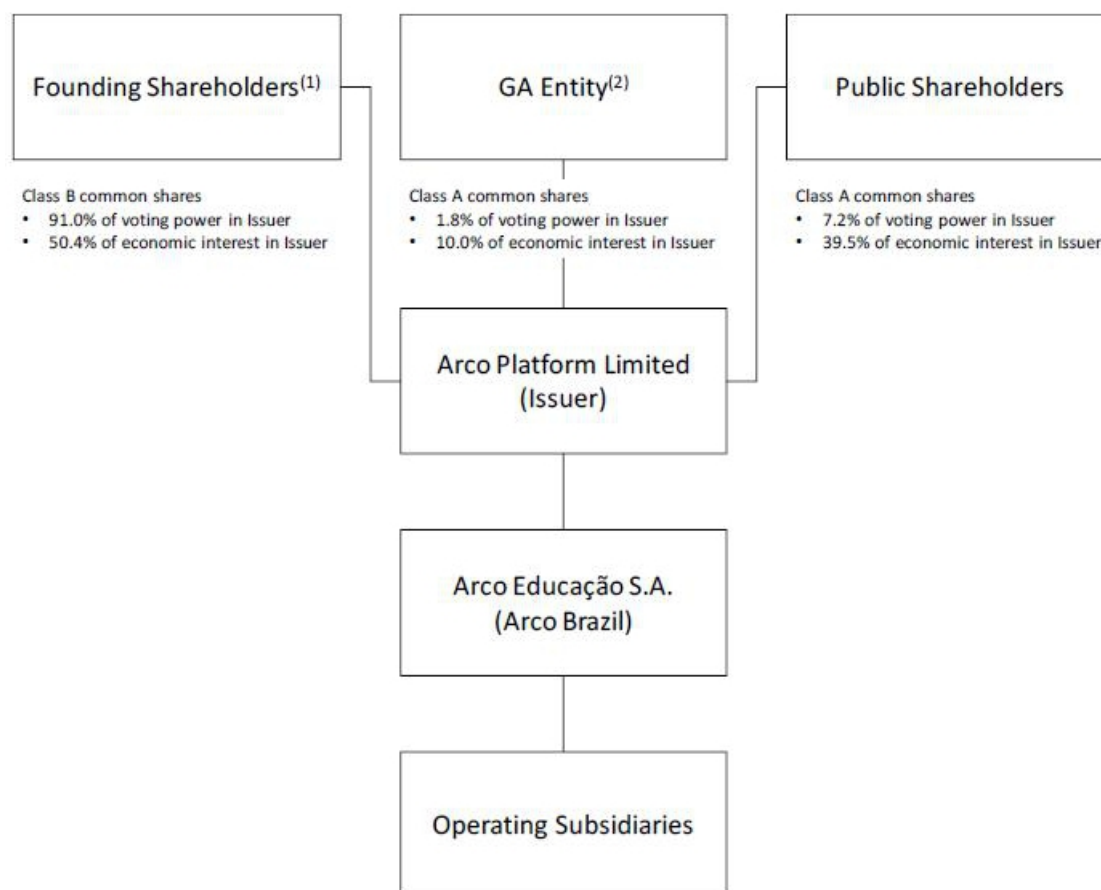 Founding Shareholders(1)
GA Entity(2)
Public Shareholders
Class B common shares
• 91.0% of voting power in Issuer
• 50.4% of economic interest in Issuer
Class A common shares
• 1.8% of voting power in Issuer
• 10.0% of economic interest in Issuer
Class A common shares
• 7.2% of voting power in Issuer
• 39.5% of economic interest in Issuer
Arco Platform Limited
(Issuer)
Arco Educação S.A.
(Arco Brazil)
Operating Subsidiaries